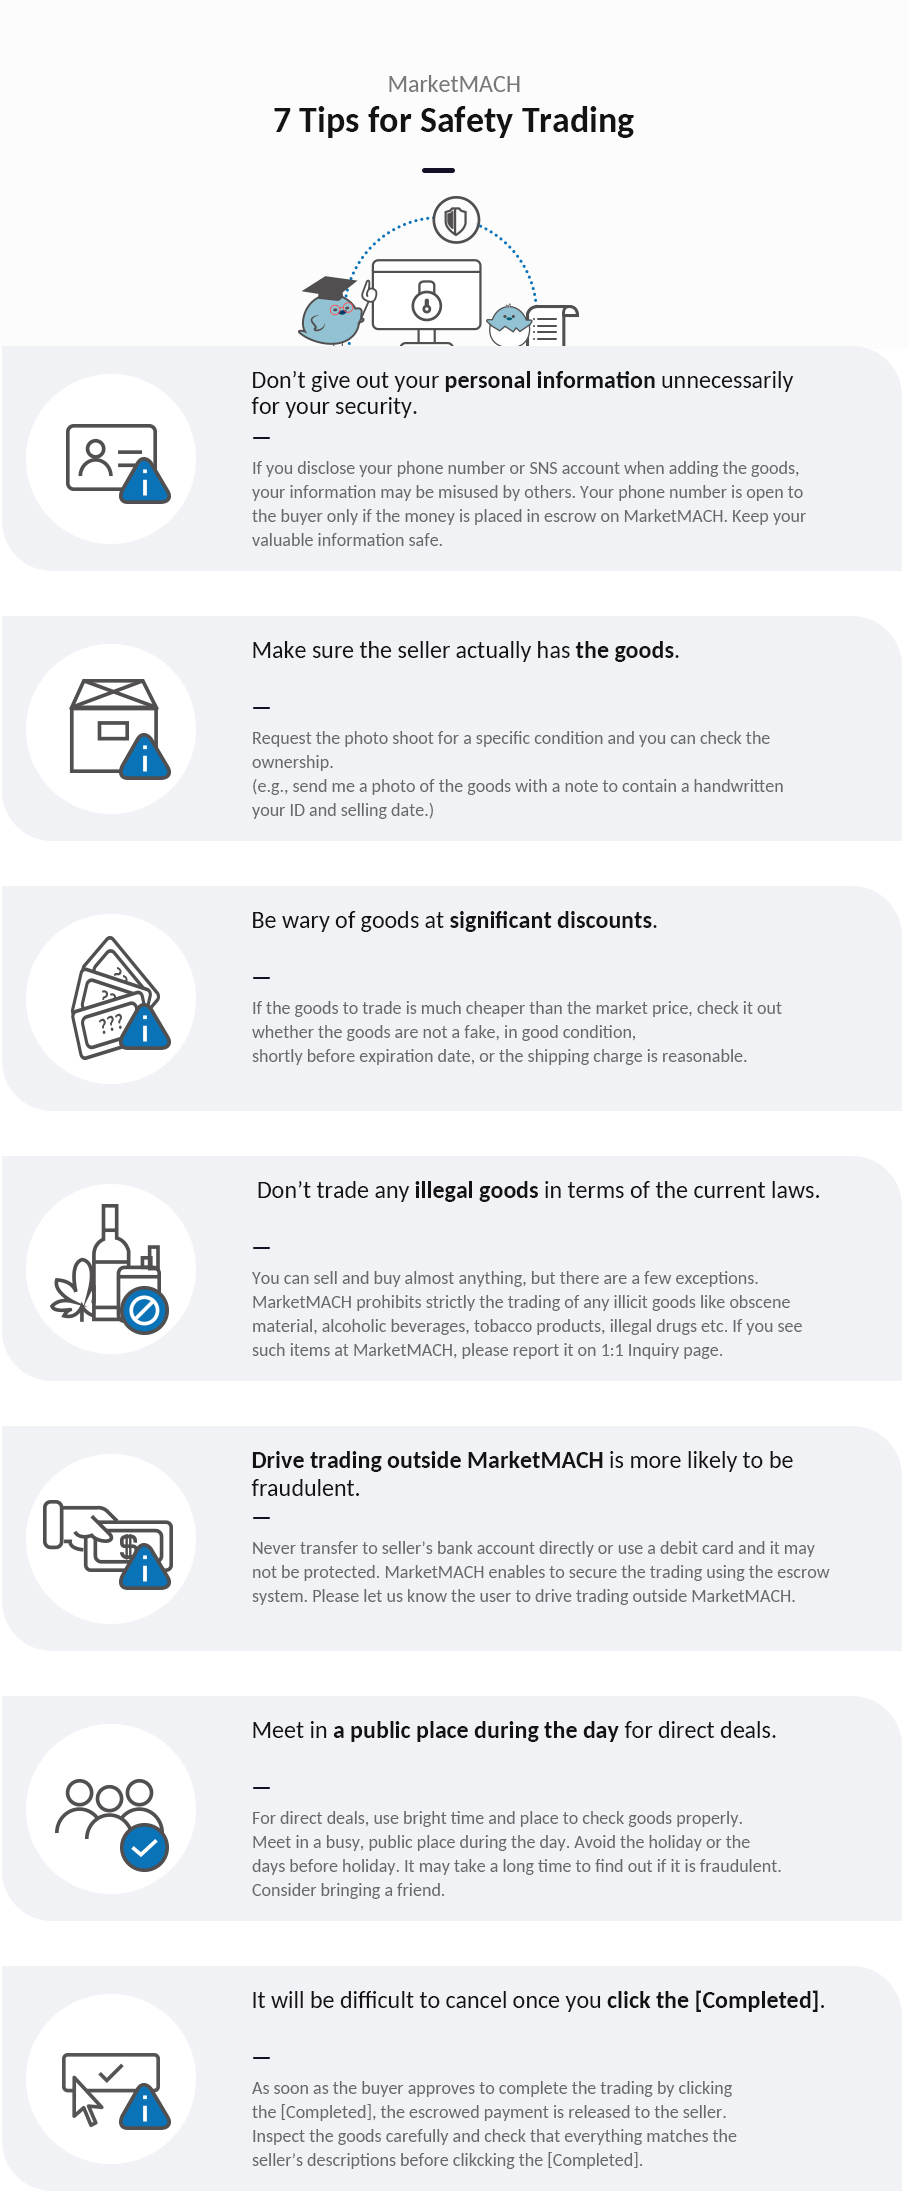 MarketMACH
7 Tips for Safety Trading
Don’t give out your personal information unnecessarily
for your security.
If you disclose your phone number or SNS account when adding the goods,
your information may be misused by others. Your phone number is open to
the buyer only if the money is placed in escrow on MarketMACH. Keep your
valuable information safe.
Make sure the seller actually has the goods.
Request the photo shoot for a specific condition and you can check the
ownership.
(e.g., send me a photo of the goods with a note to contain a handwritten
your ID and selling date.)
Be wary of goods at significant discounts.
??
??
???
If the goods to trade is much cheaper than the market price, check it out
whether the goods are not a fake, in good condition,
shortly before expiration date, or the shipping charge is reasonable.
Don’t trade any illegal goods in terms of the current laws.
You can sell and buy almost anything, but there are a few exceptions.
MarketMACH prohibits strictly the trading of any illicit goods like obscene
material, alcoholic beverages, tobacco products, illegal drugs etc. If you see
such items at MarketMACH, please report it on 1:1 Inquiry page.
Drive trading outside MarketMACH is more likely to be
fraudulent.
$
Never transfer to seller’s bank account directly or use a debit card and it may
not be protected. MarketMACH enables to secure the trading using the escrow
system. Please let us know the user to drive trading outside MarketMACH.
Meet in a public place during the day for direct deals.
For direct deals, use bright time and place to check goods properly.
Meet in a busy, public place during the day. Avoid the holiday or the
days before holiday. It may take a long time to find out if it is fraudulent.
Consider bringing a friend.
It will be difficult to cancel once you click the [Completed].
As soon as the buyer approves to complete the trading by clicking
the [Completed], the escrowed payment is released to the seller.
Inspect the goods carefully and check that everything matches the
seller’s descriptions before clikcking the [Completed].